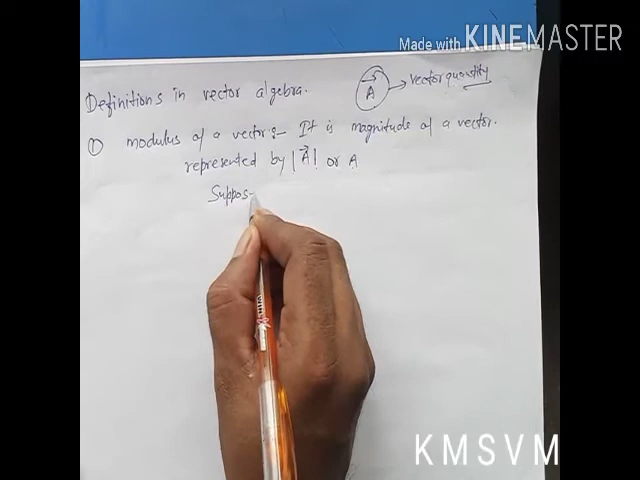 Made with KINEMASTER
Definitions in vector algebra.
A⃗ → vector quantity
① modulus of a vector:- It is magnitude of a vector.
represented by |A⃗| or A
Suppos
K M S V M